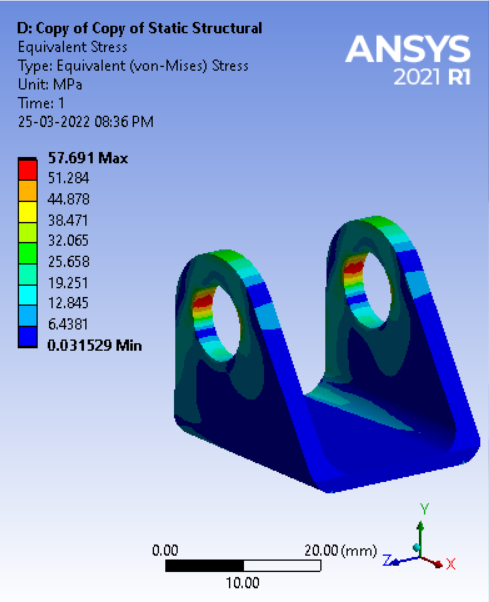 D: Copy of Copy of Static Structural
Equivalent Stress
Type: Equivalent (von-Mises) Stress
Unit: MPa
Time: 1
25-03-2022 08:36 PM
ANSYS
2021 R1
57.691 Max
51.284
44.878
38.471
32.065
25.658
19.251
12.845
6.4381
0.031529 Min
0.00 20.00 (mm)
10.00
Y
Z X